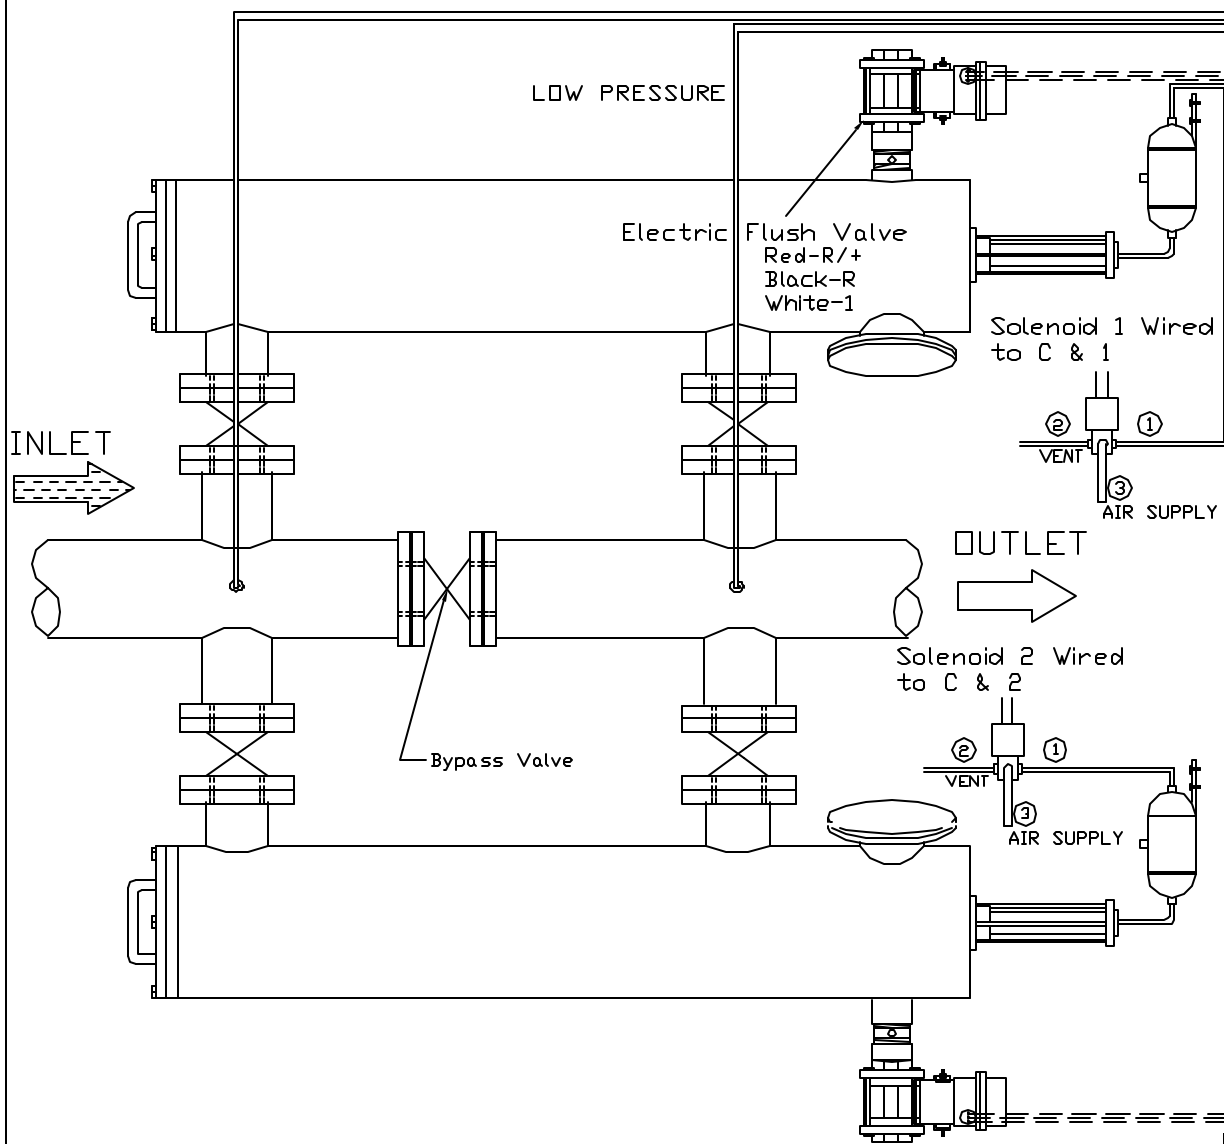 LOW PRESSURE
Electric Flush Valve
Red-R/+
Black-R
White-1
Solenoid 1 Wired
to C & 1
2
1
VENT
3
AIR SUPPLY
INLET
OUTLET
Solenoid 2 Wired
to C & 2
2
1
VENT
3
AIR SUPPLY
Bypass Valve